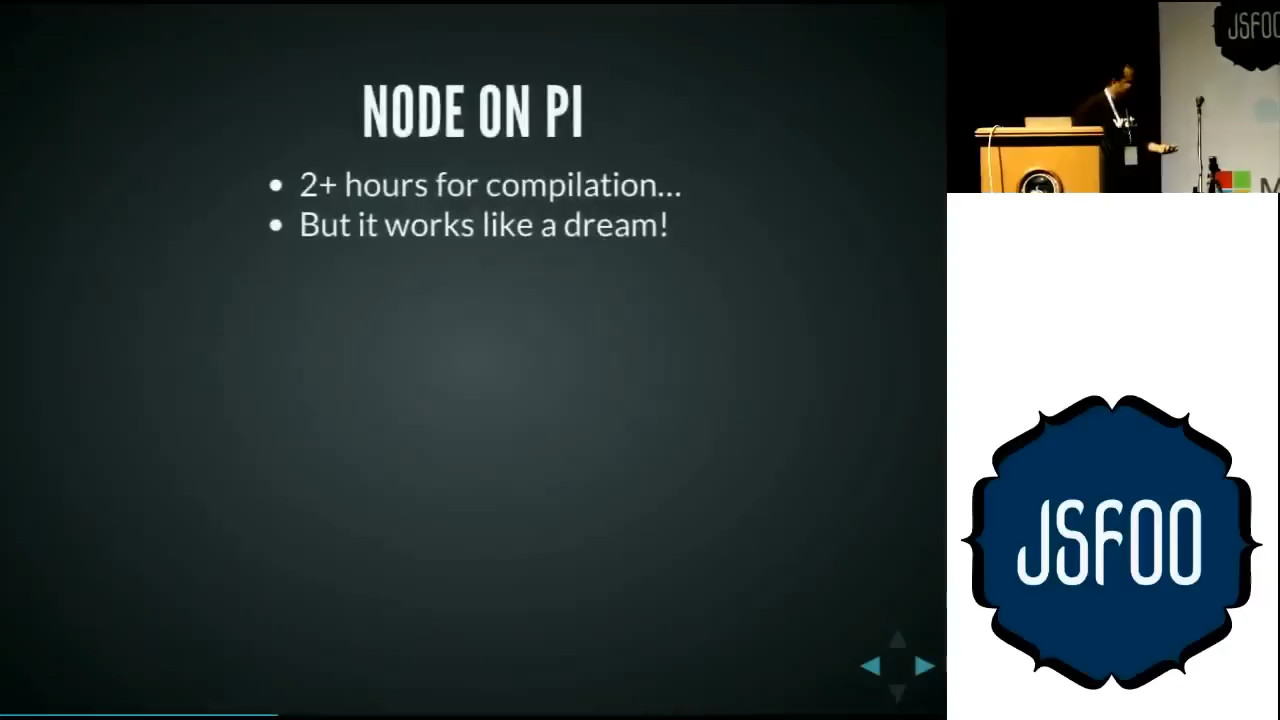 NODE ON PI
2+ hours for compilation...
But it works like a dream!
JSFOO
JSFOO